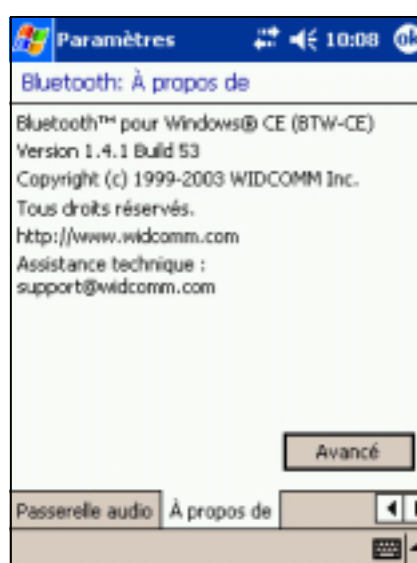 Paramètres 10:08 ok
Bluetooth: À propos de
Bluetooth™ pour Windows® CE (BTW-CE)
Version 1.4.1 Build 53
Copyright (c) 1999-2003 WIDCOMM Inc.
Tous droits réservés.
http://www.widcomm.com
Assistance technique :
support@widcomm.com
Avancé
Passerelle audio À propos de